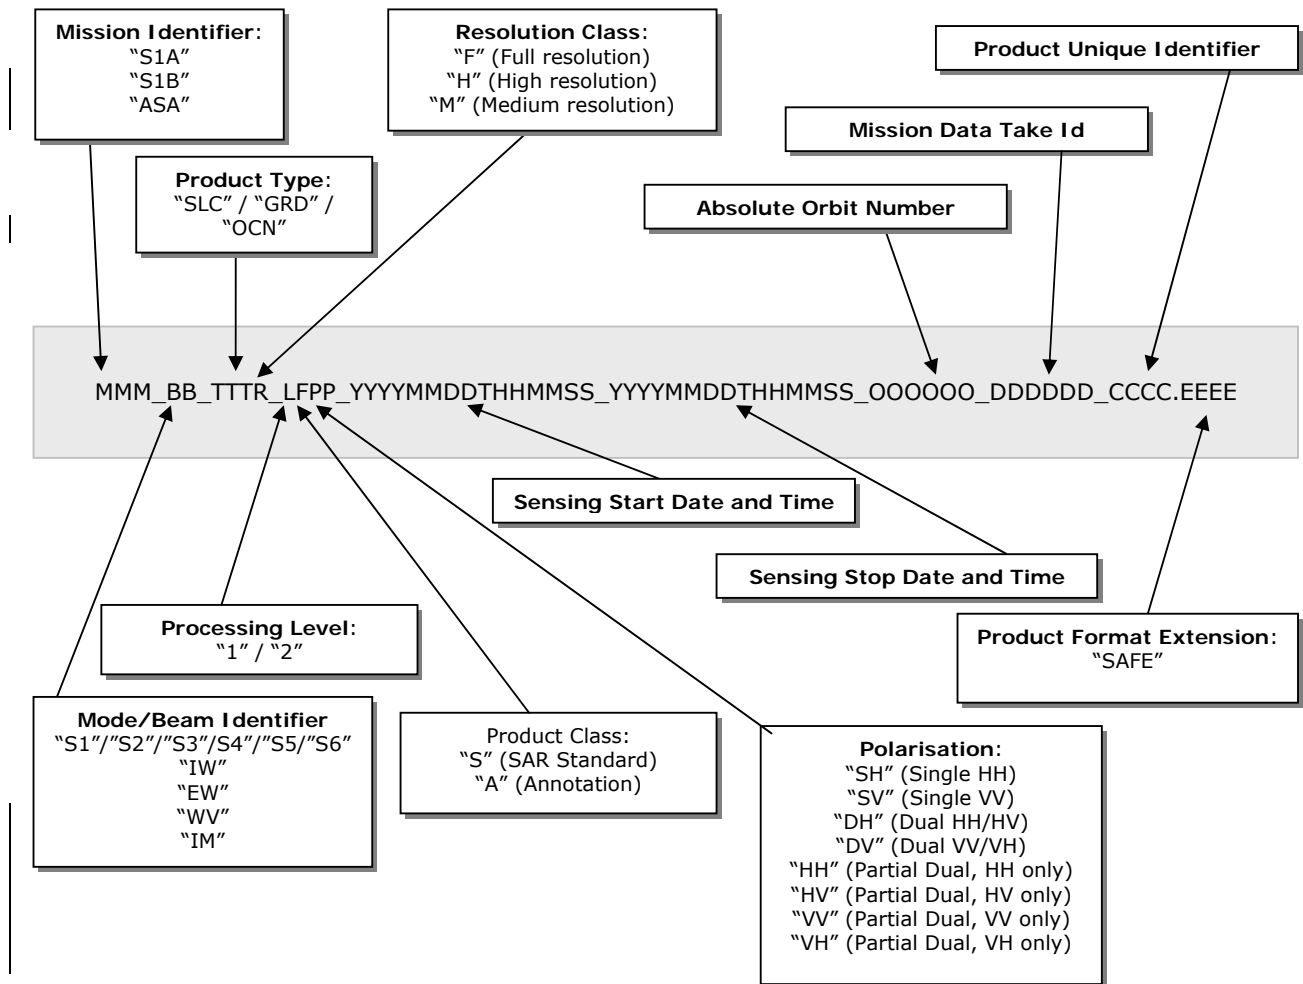 Mission Identifier:
“S1A”
“S1B”
“ASA”
Resolution Class:
“F” (Full resolution)
“H” (High resolution)
“M” (Medium resolution)
Product Unique Identifier
Mission Data Take Id
Product Type:
“SLC” / “GRD” /
“OCN”
Absolute Orbit Number
MMM_BB_TTTR_LFPP_YYYYMMDDTHHMMSS_YYYYMMDDTHHMMSS_OOOOOO_DDDDDD_CCCC.EEEE
Sensing Start Date and Time
Sensing Stop Date and Time
Processing Level:
“1” / “2”
Product Format Extension:
“SAFE”
Mode/Beam Identifier
“S1”/”S2”/”S3”/S4”/”S5/”S6”
“IW”
“EW”
“WV”
“IM”
Product Class:
“S” (SAR Standard)
“A” (Annotation)
Polarisation:
“SH” (Single HH)
“SV” (Single VV)
“DH” (Dual HH/HV)
“DV” (Dual VV/VH)
“HH” (Partial Dual, HH only)
“HV” (Partial Dual, HV only)
“VV” (Partial Dual, VV only)
“VH” (Partial Dual, VH only)